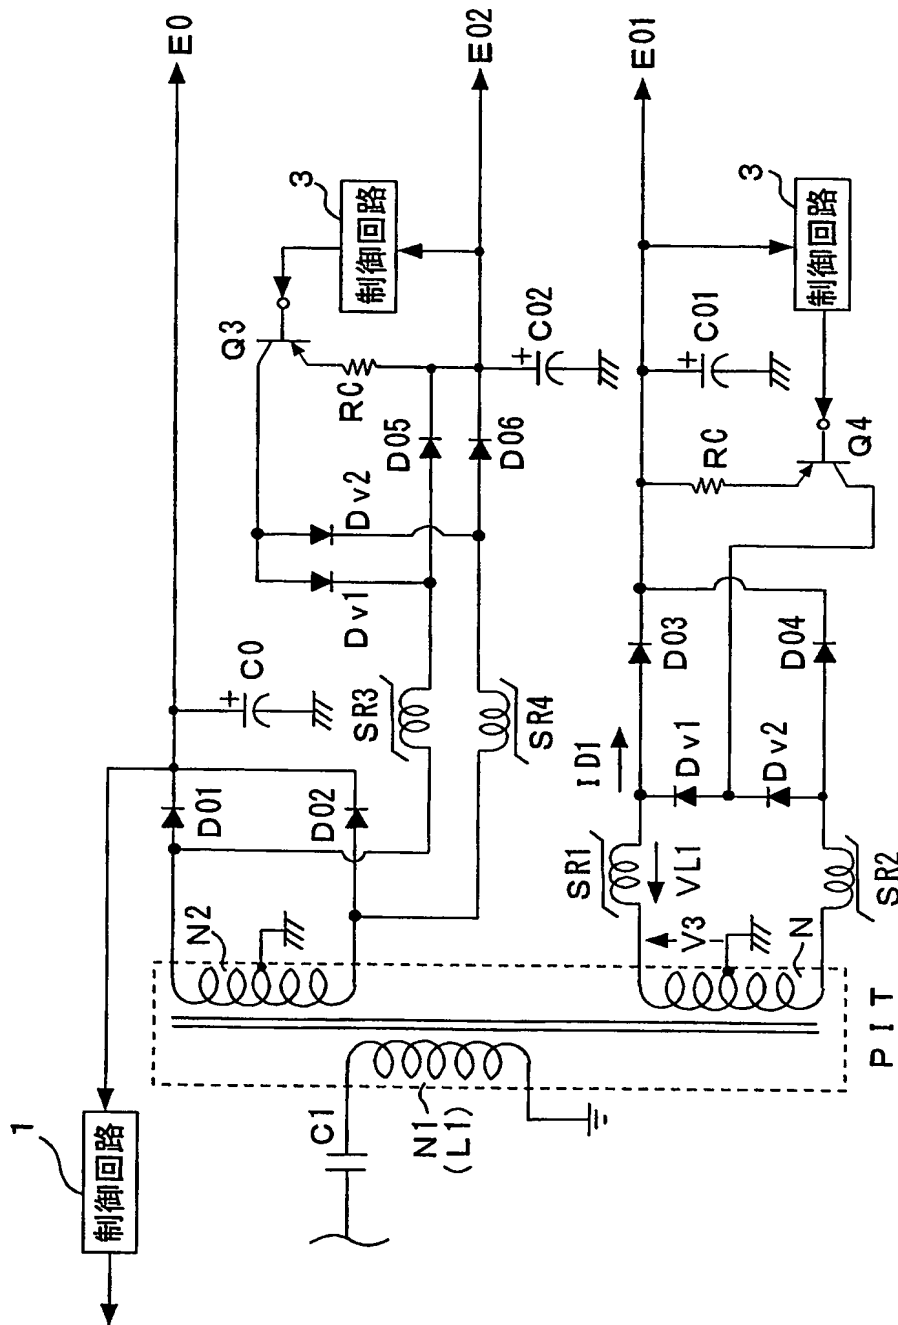 E0
E02
E01
3
制御回路
3
制御回路
Q3
RC
C02
C01
RC
Q4
D05
D06
Dv2
Dv1
C0
SR3
SR4
D03
D04
ID1
Dv1
Dv2
D01
D02
SR1
VL1
SR2
N2
V3
N
PIT
1
制御回路
C1
N1
(L1)
+
+
+